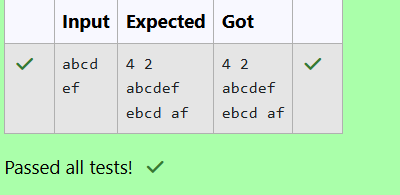 Input Expected Got
abcd 4 2 4 2
ef abcdef abcdef
ebcd af ebcd af
Passed all tests!